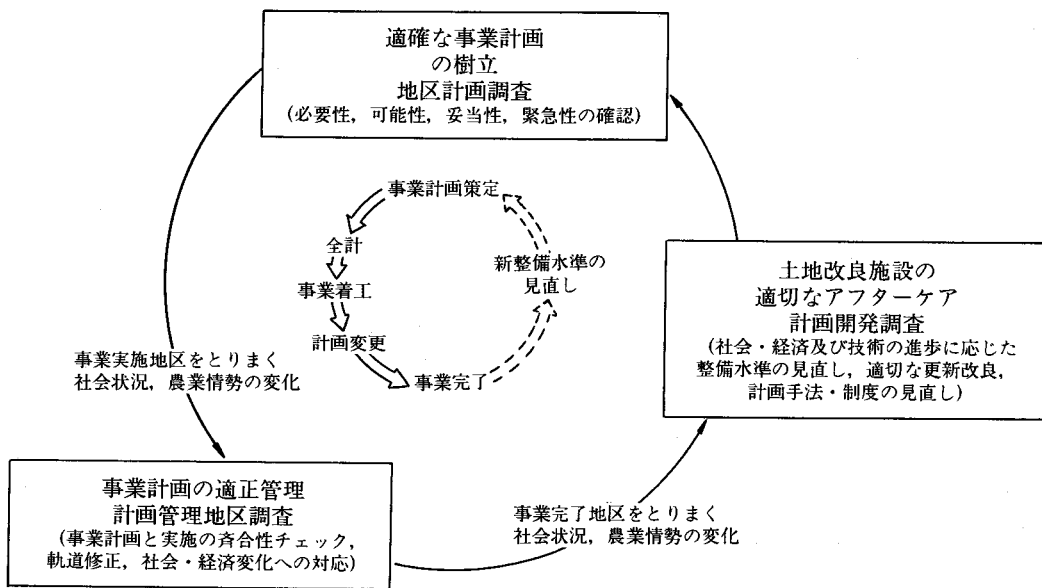 適確な事業計画
の樹立
地区計画調査
(必要性，可能性，妥当性，緊急性の確認)
事業計画策定
全計
事業着工
計画変更
事業完了
新整備水準の
見直し
土地改良施設の
適切なアフターケア
計画開発調査
(社会・経済及び技術の進歩に応じた
整備水準の見直し，適切な更新改良，
計画手法・制度の見直し)
事業実施地区をとりまく
社会状況，農業情勢の変化
事業計画の適正管理
計画管理地区調査
(事業計画と実施の斉合性チェック，
軌道修正，社会・経済変化への対応)
事業完了地区をとりまく
社会状況，農業情勢の変化